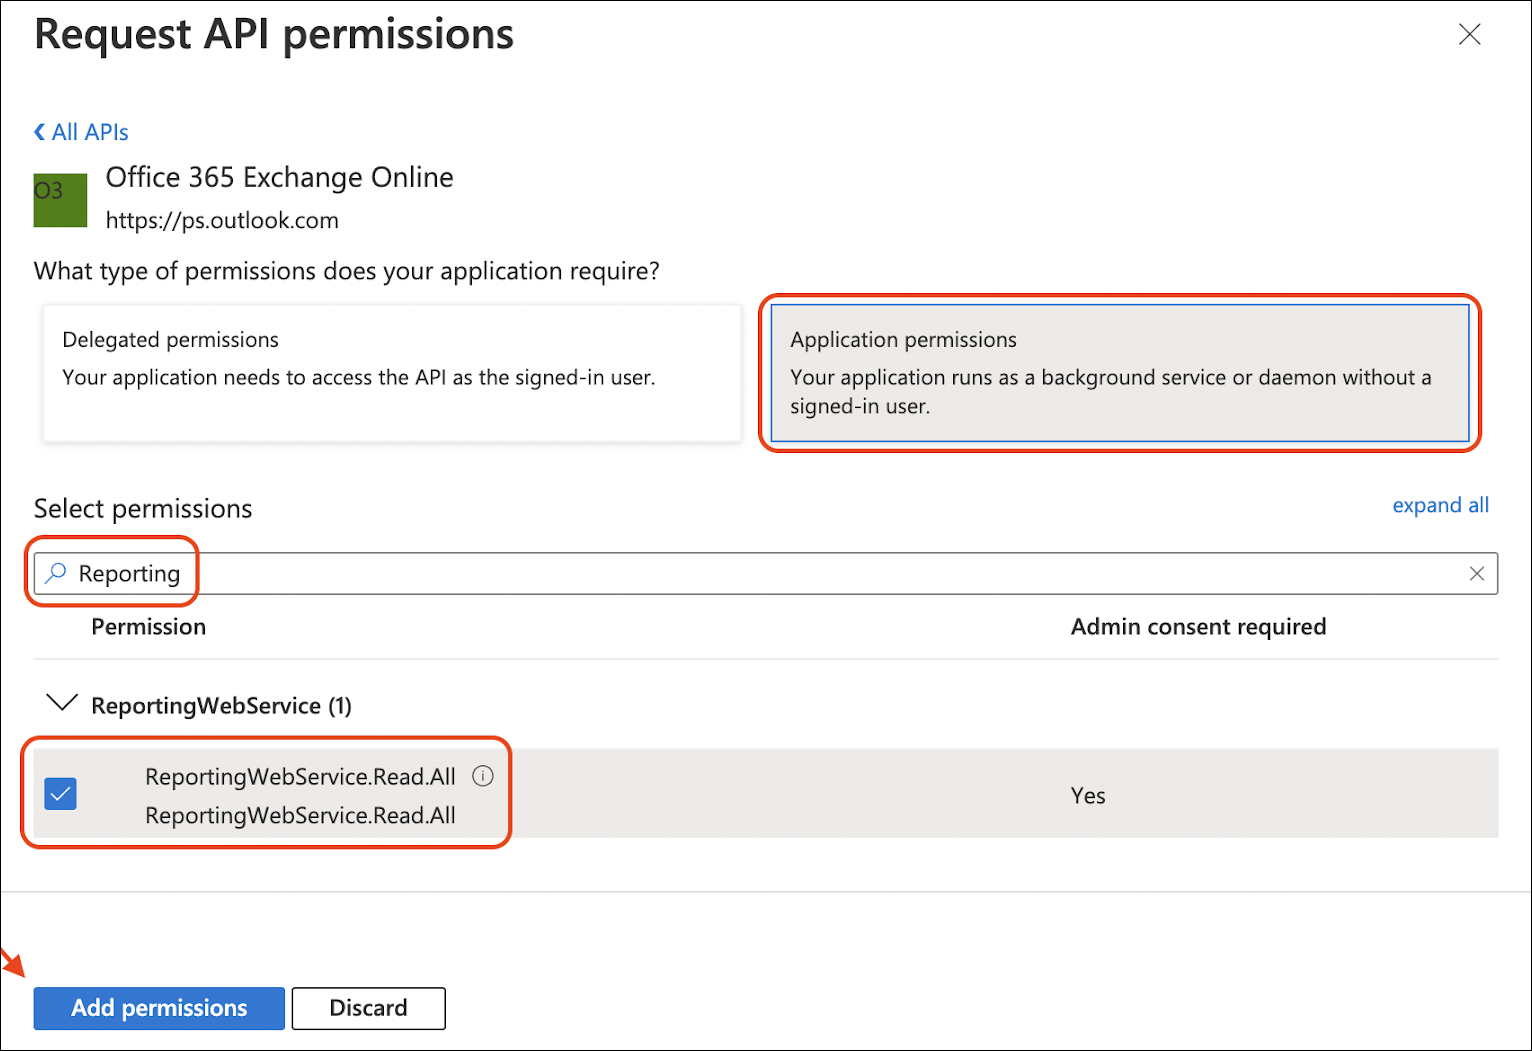 Request API permissions
All APIs
O3
Office 365 Exchange Online
https://ps.outlook.com
What type of permissions does your application require?
Delegated permissions
Your application needs to access the API as the signed-in user.
Application permissions
Your application runs as a background service or daemon without a
signed-in user.
Select permissions
expand all
Reporting
Permission
Admin consent required
ReportingWebService (1)
ReportingWebService.Read.All
ReportingWebService.Read.All
Yes
Add permissions
Discard